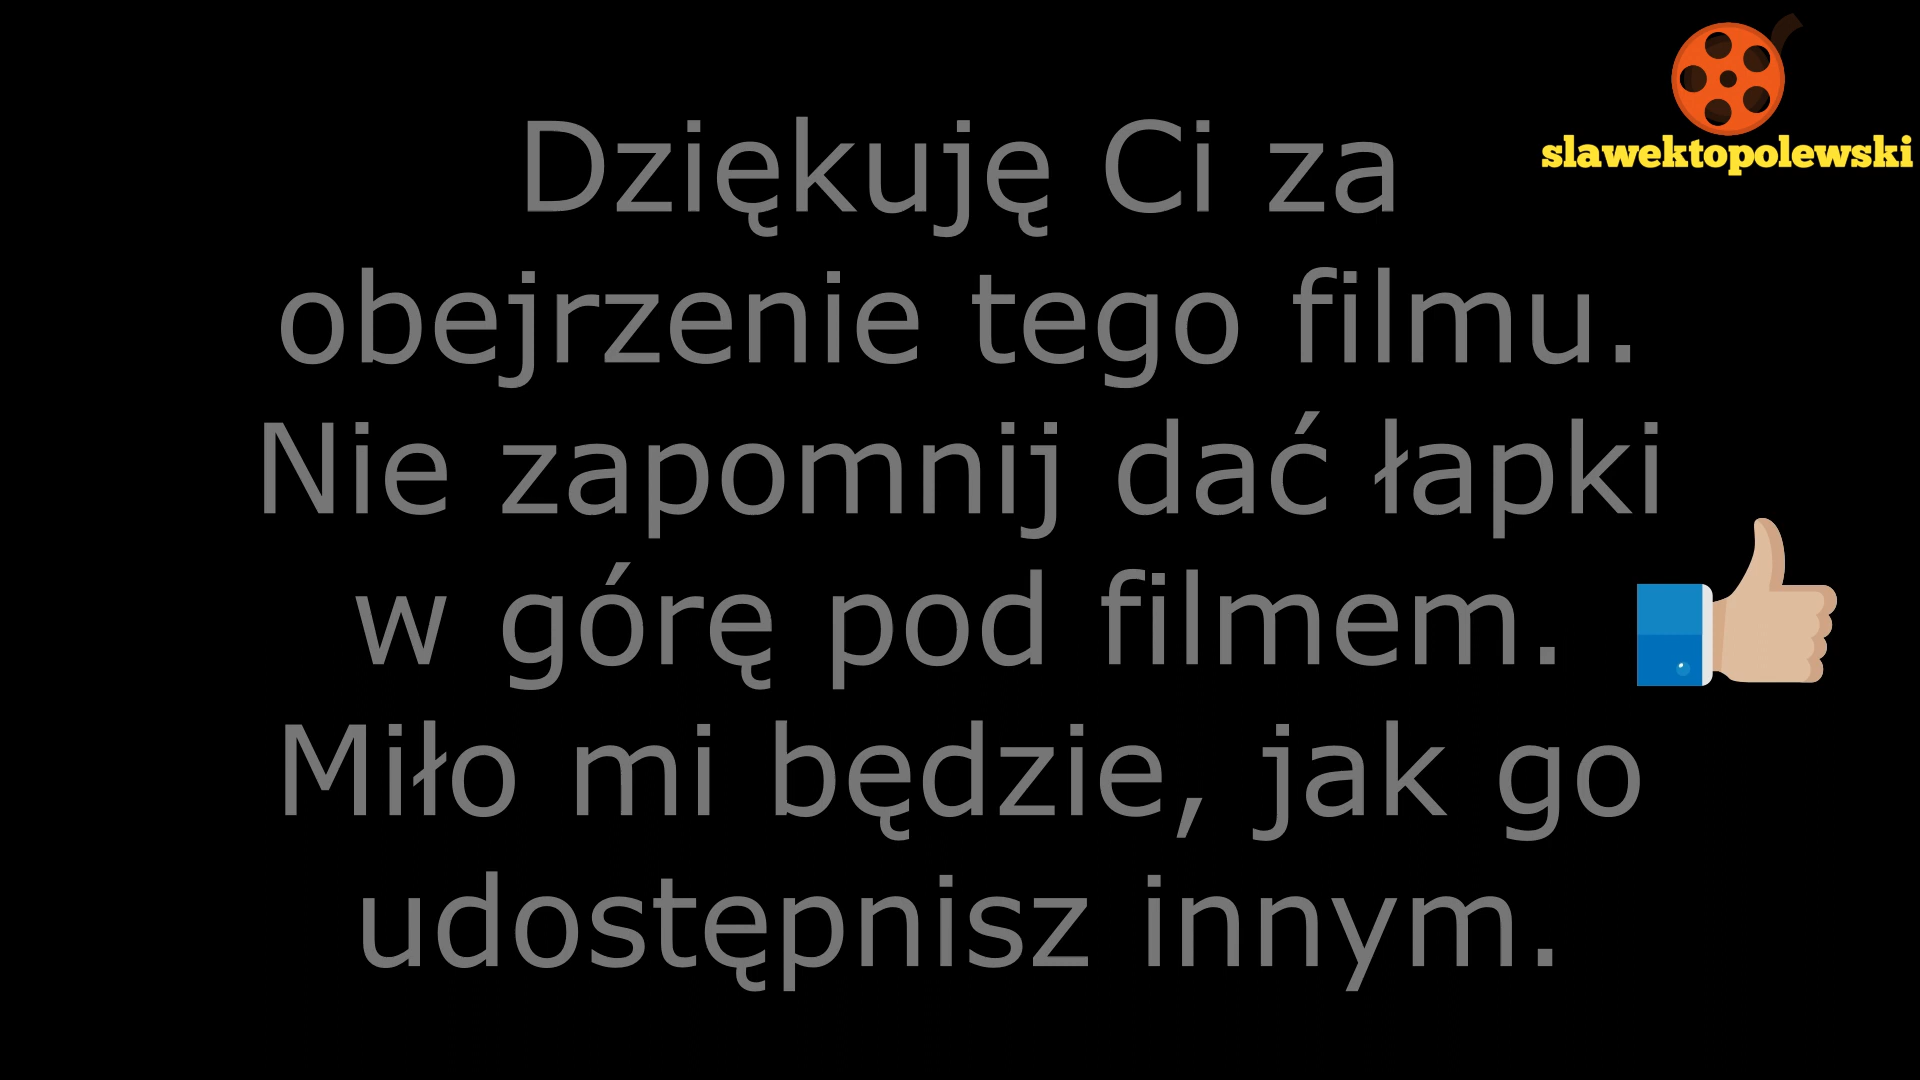 slawektopolewski
Dziękuję Ci za
obejrzenie tego filmu.
Nie zapomnij dać łapki
w górę pod filmem.
Miło mi będzie, jak go
udostępnisz innym.